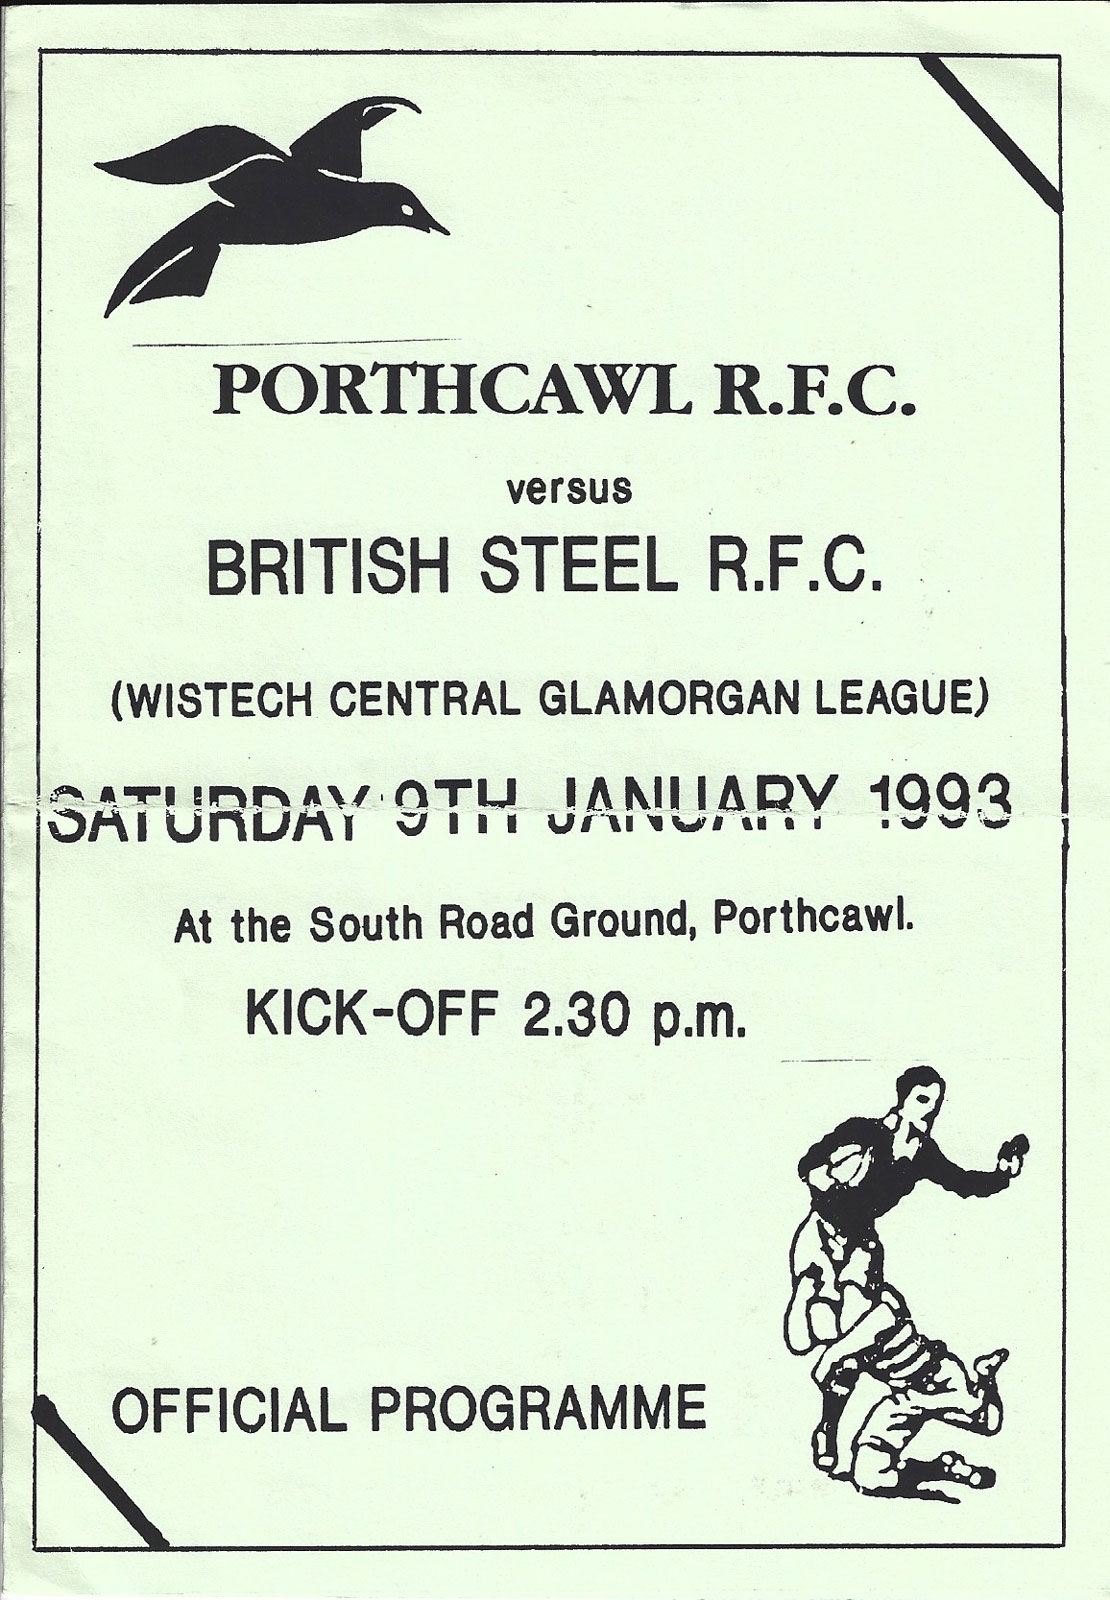 PORTHCAWL R.F.C.
versus
BRITISH STEEL R.F.C.
(WISTECH CENTRAL GLAMORGAN LEAGUE)
SATURDAY 9TH JANUARY 1993
At the South Road Ground, Porthcawl.
KICK-OFF 2.30 p.m.
OFFICIAL PROGRAMME